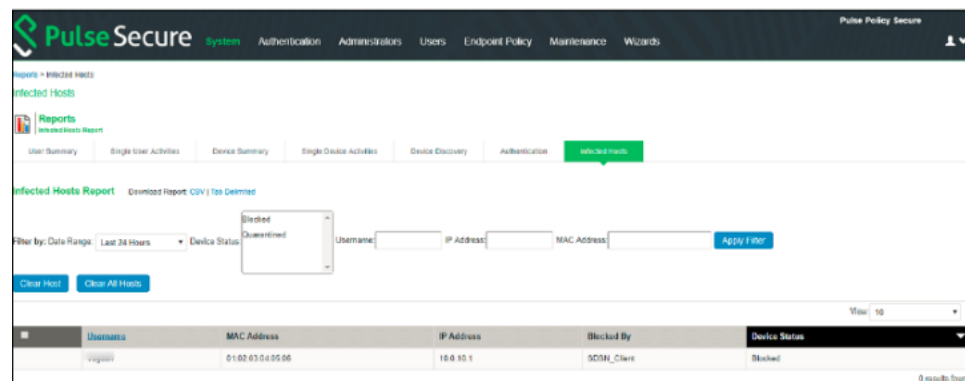 Pulse Secure System Authentication Administrators Users Endpoint Policy Maintenance Wizards Pulse Policy Secure
Reports > Infected Hosts
Infected Hosts
Reports
Infected Hosts Report
User Summary Single User Activities Device Summary Single Device Activities Device Discovery Authentication Infected Hosts
Infected Hosts Report Download Report: CSV | Tab Delimited
Blocked
Quarantined
Filter by: Date Range: Last 24 Hours Device Status: Username: IP Address: MAC Address: Apply Filter
Clear Host Clear All Hosts
View: 10
Username MAC Address IP Address Blocked By Device Status
01:02:03:04:05:06 10.0.10.1 SDSN_Client Blocked
0 results found